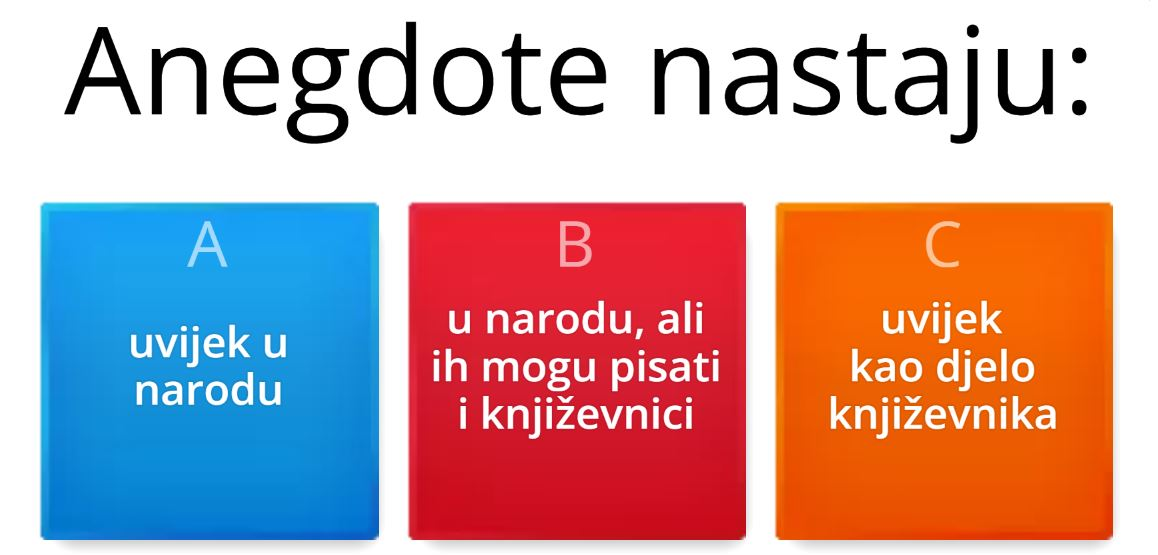 Anegdote nastaju:
A
uvijek u
narodu
B
u narodu, ali
ih mogu pisati
i književnici
C
uvijek
kao djelo
književnika